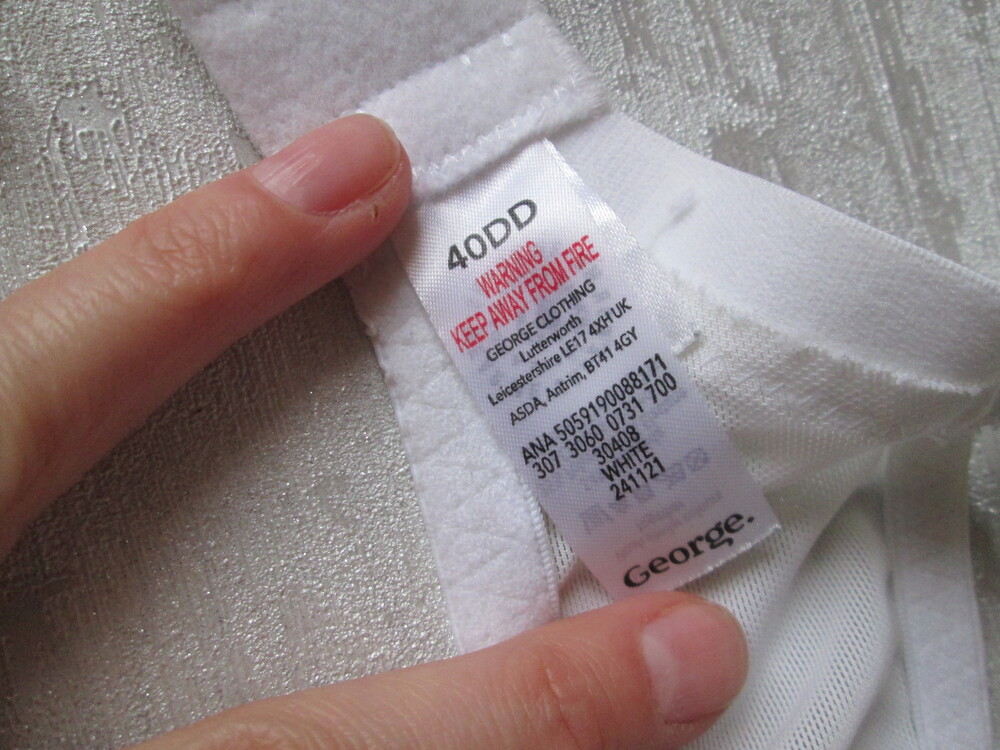 40DD
WARNING
KEEP AWAY FROM FIRE
GEORGE CLOTHING
Lutterworth
Leicestershire LE17 4XH UK
ASDA, Antrim, BT41 4GY
ANA 5059190088171
307 3060 0731 700
30408
WHITE
241121
George.